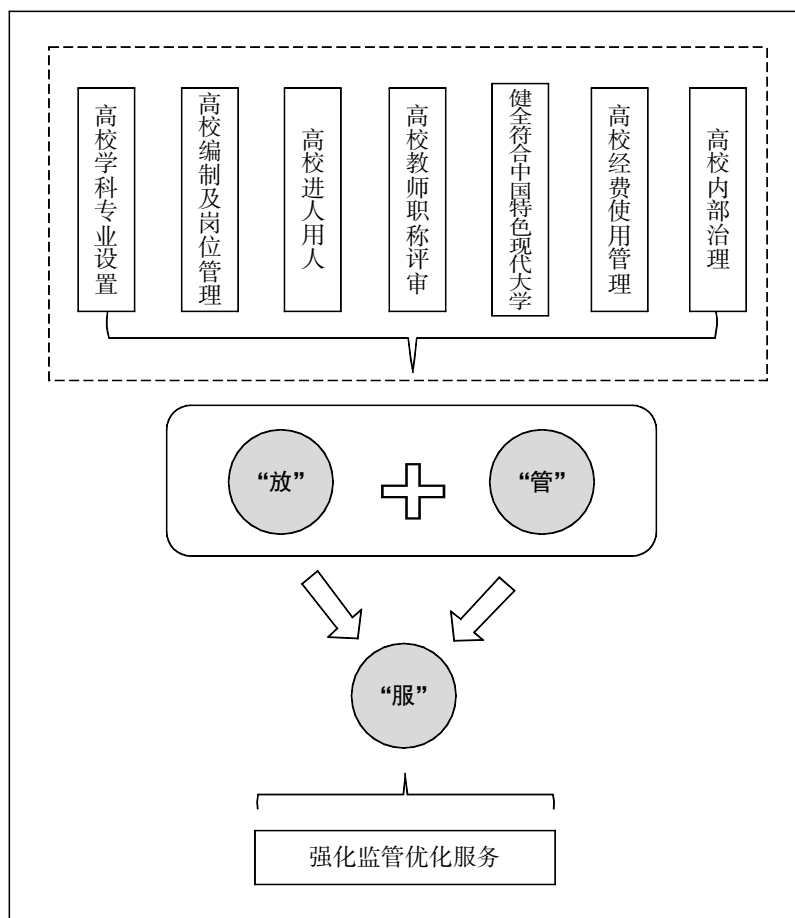 高校学科专业设置
高校编制及岗位管理
高校进人用人
高校教师职称评审
健全符合中国特色现代大学
高校经费使用管理
高校内部治理
“放”
“管”
“服”
强化监管优化服务